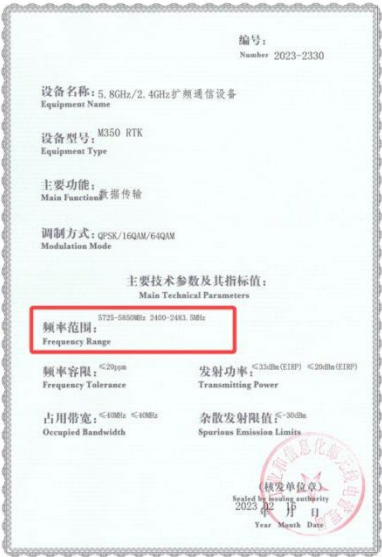 编号:
Number 2023-2330
设备名称: 5.8GHz/2.4GHz扩频通信设备
Equipment Name
设备型号: M350 RTK
Equipment Type
主要功能: 数据传输
Main Function
调制方式: QPSK/16QAM/64QAM
Modulation Mode
主要技术参数及其指标值:
Main Technical Parameters
5725-5850MHz 2400-2483.5MHz
频率范围:
Frequency Range
频率容限: ≤20ppm 发射功率: ≤33dBm(EIRP) ≤20dBm(EIRP)
Frequency Tolerance Transmitting Power
占用带宽: ≤40MHz ≤40MHz 杂散发射限值: ≤-30dBm
Occupied Bandwidth Spurious Emission Limits
(核发单位章)
Sealed by issuing authority
2023 02 16
年 月 日
Year Month Date